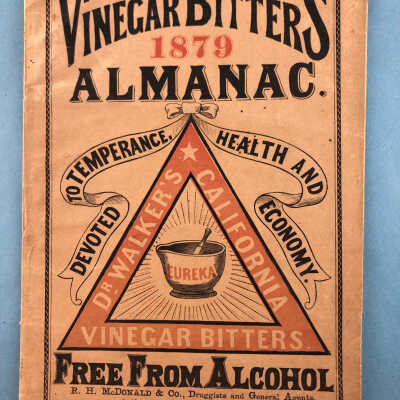 VINEGAR BITTERS
1879
ALMANAC.
DEVOTED TO TEMPERANCE, HEALTH AND ECONOMY.
DR WALKER'S CALIFORNIA
VINEGAR BITTERS.
EUREKA
FREE FROM ALCOHOL
R. H. McDONALD & Co., Druggists and General Agents